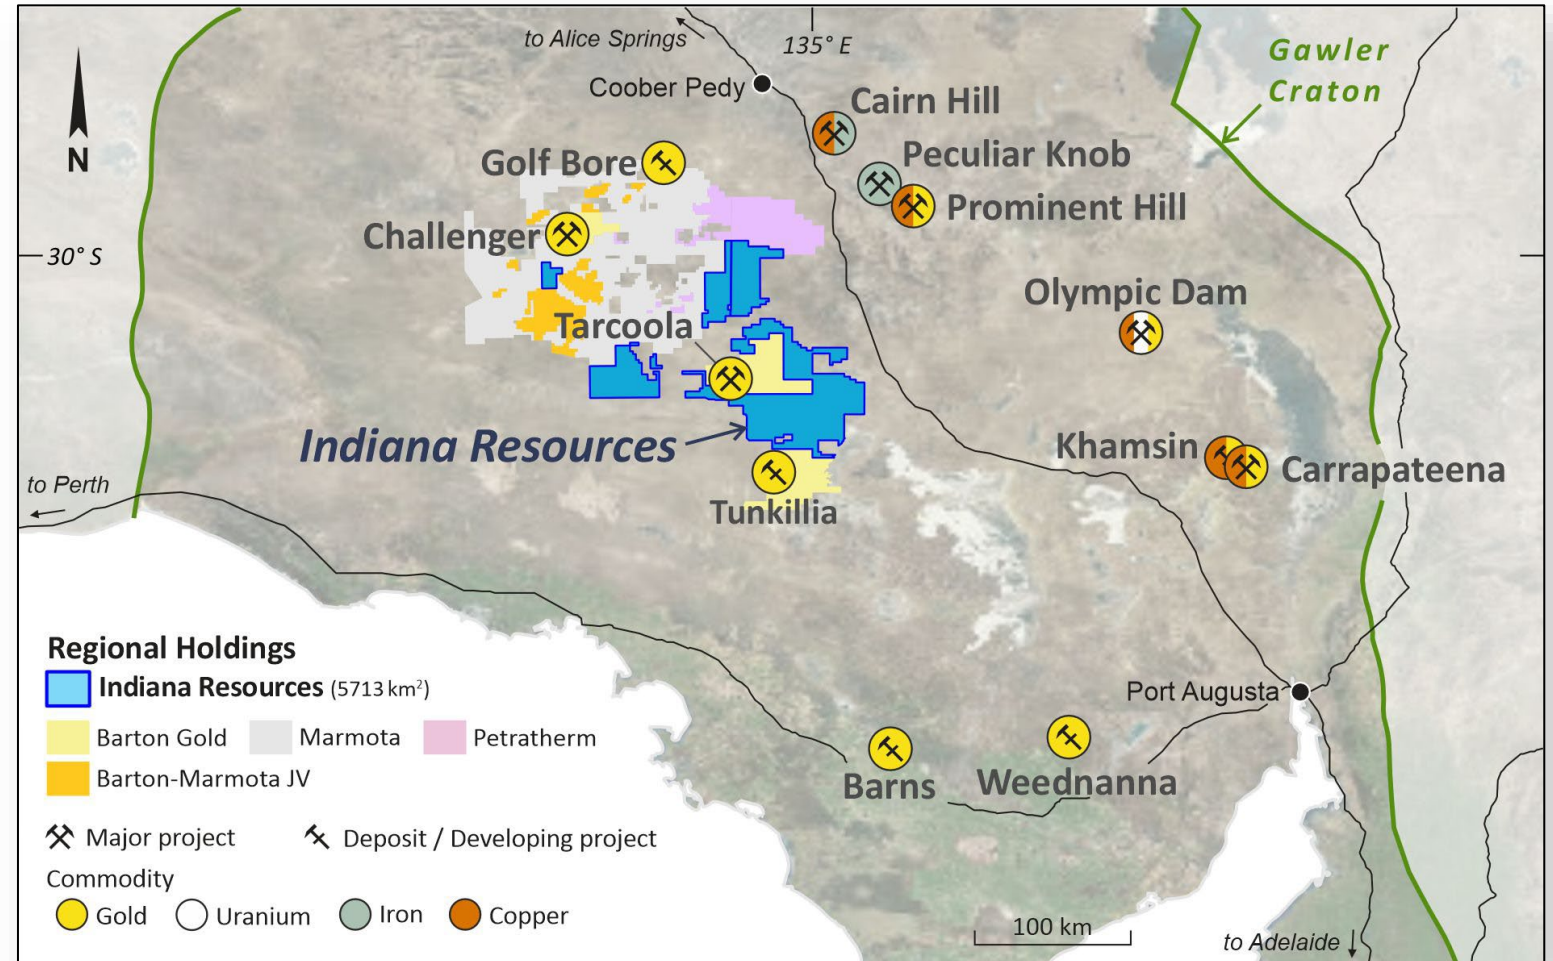 to Alice Springs
135° E
Gawler
Craton
Coober Pedy
Cairn Hill
N
Golf Bore
Peculiar Knob
Prominent Hill
Challenger
30° S
Olympic Dam
Tarcoola
Indiana Resources
Khamsin
Carrapateena
to Perth
Tunkillia
Regional Holdings
Indiana Resources (5713 km²)
Barton Gold
Marmota
Petratherm
Barton-Marmota JV
Port Augusta
Barns
Weednanna
Major project
Deposit / Developing project
Commodity
Gold
Uranium
Iron
Copper
100 km
to Adelaide